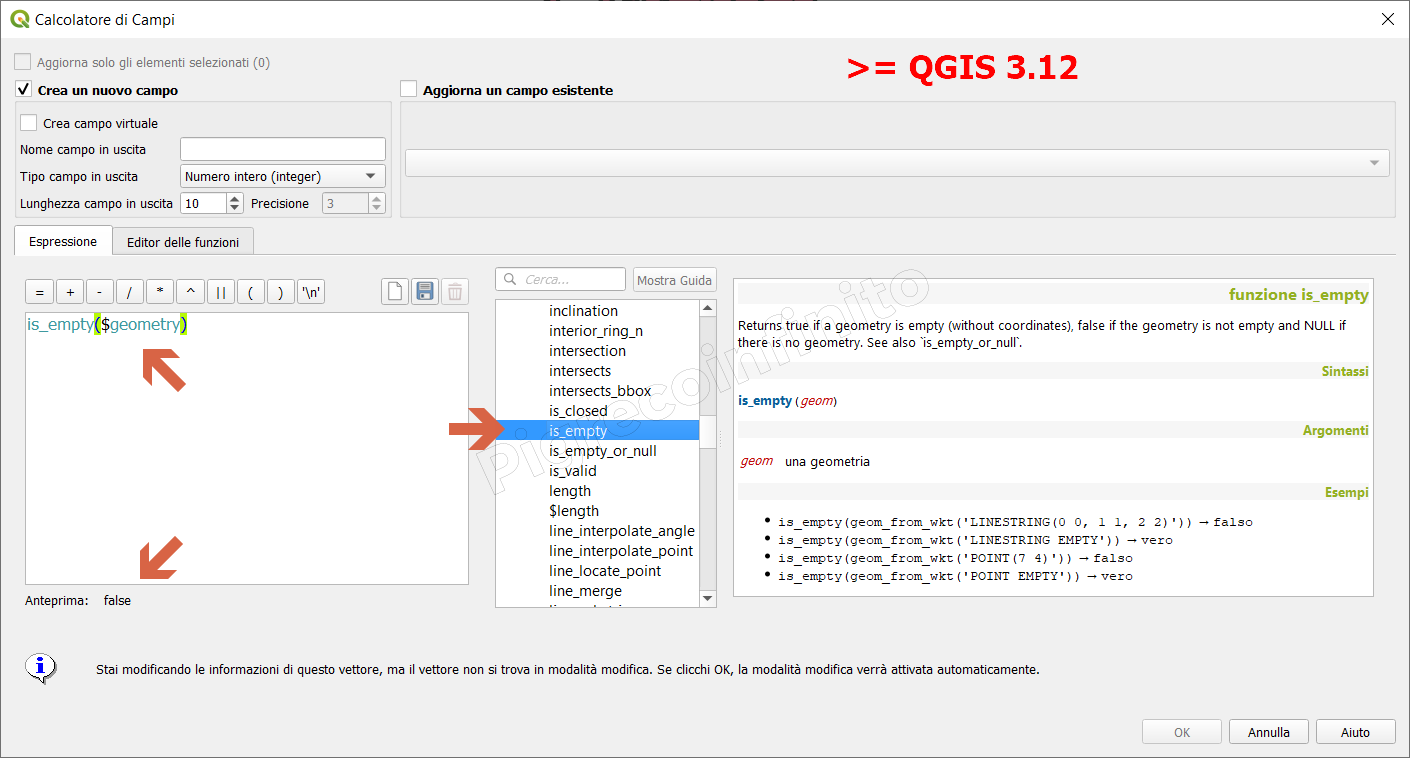 Calcolatore di Campi
Aggiorna solo gli elementi selezionati (0)
>= QGIS 3.12
Crea un nuovo campo
Aggiorna un campo esistente
Crea campo virtuale
Nome campo in uscita
Tipo campo in uscita Numero intero (integer)
Lunghezza campo in uscita 10 Precisione 3
Espressione Editor delle funzioni
= + - / * ^ || ( ) '\n'
is_empty($geometry)
Anteprima: false
Cerca... Mostra Guida
inclination
interior_ring_n
intersection
intersects
intersects_bbox
is_closed
is_empty
is_empty_or_null
is_valid
length
$length
line_interpolate_angle
line_interpolate_point
line_locate_point
line_merge
funzione is_empty
Returns true if a geometry is empty (without coordinates), false if the geometry is not empty and NULL if
there is no geometry. See also `is_empty_or_null`.
Sintassi
is_empty (geom)
Argomenti
geom una geometria
Esempi
• is_empty(geom_from_wkt('LINESTRING(0 0, 1 1, 2 2)')) → falso
• is_empty(geom_from_wkt('LINESTRING EMPTY')) → vero
• is_empty(geom_from_wkt('POINT(7 4)')) → falso
• is_empty(geom_from_wkt('POINT EMPTY')) → vero
Pigrecoinfinito
Stai modificando le informazioni di questo vettore, ma il vettore non si trova in modalità modifica. Se clicchi OK, la modalità modifica verrà attivata automaticamente.
OK Annulla Aiuto